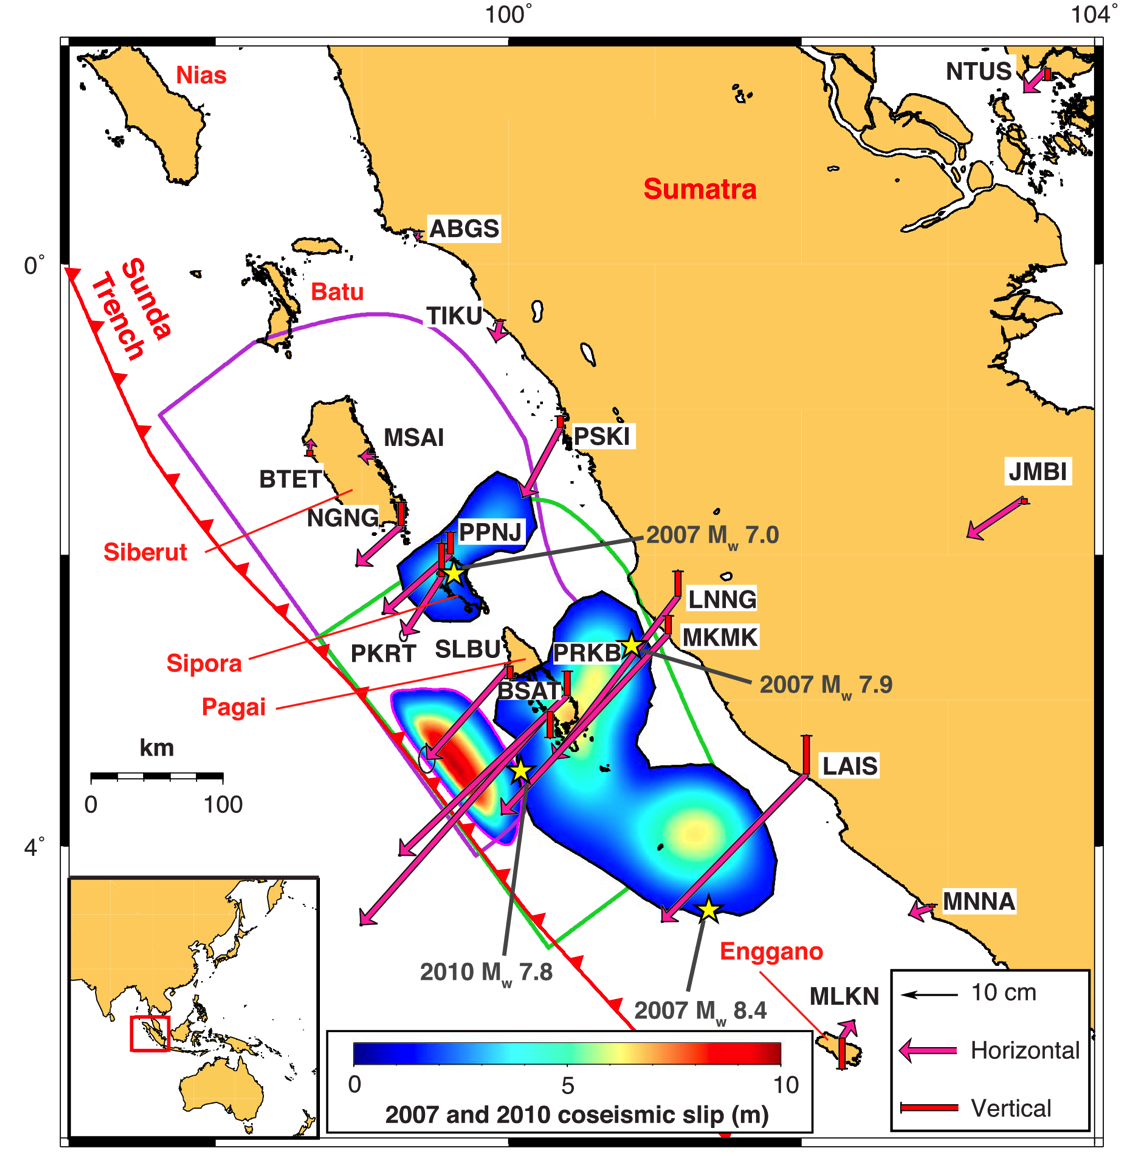 100°
104°
Nias
NTUS
Sumatra
ABGS
0°
Sunda
Trench
Batu
TIKU
MSAI
PSKI
BTET
JMBI
NGNG
PPNJ
2007 Mw 7.0
Siberut
LNNG
MKMK
PKRT
SLBU
PRKB
Sipora
BSAT
2007 Mw 7.9
Pagai
km
LAIS
0
100
4°
MNNA
Enggano
2010 Mw 7.8
MLKN
10 cm
2007 Mw 8.4
Horizontal
0
5
10
Vertical
2007 and 2010 coseismic slip (m)